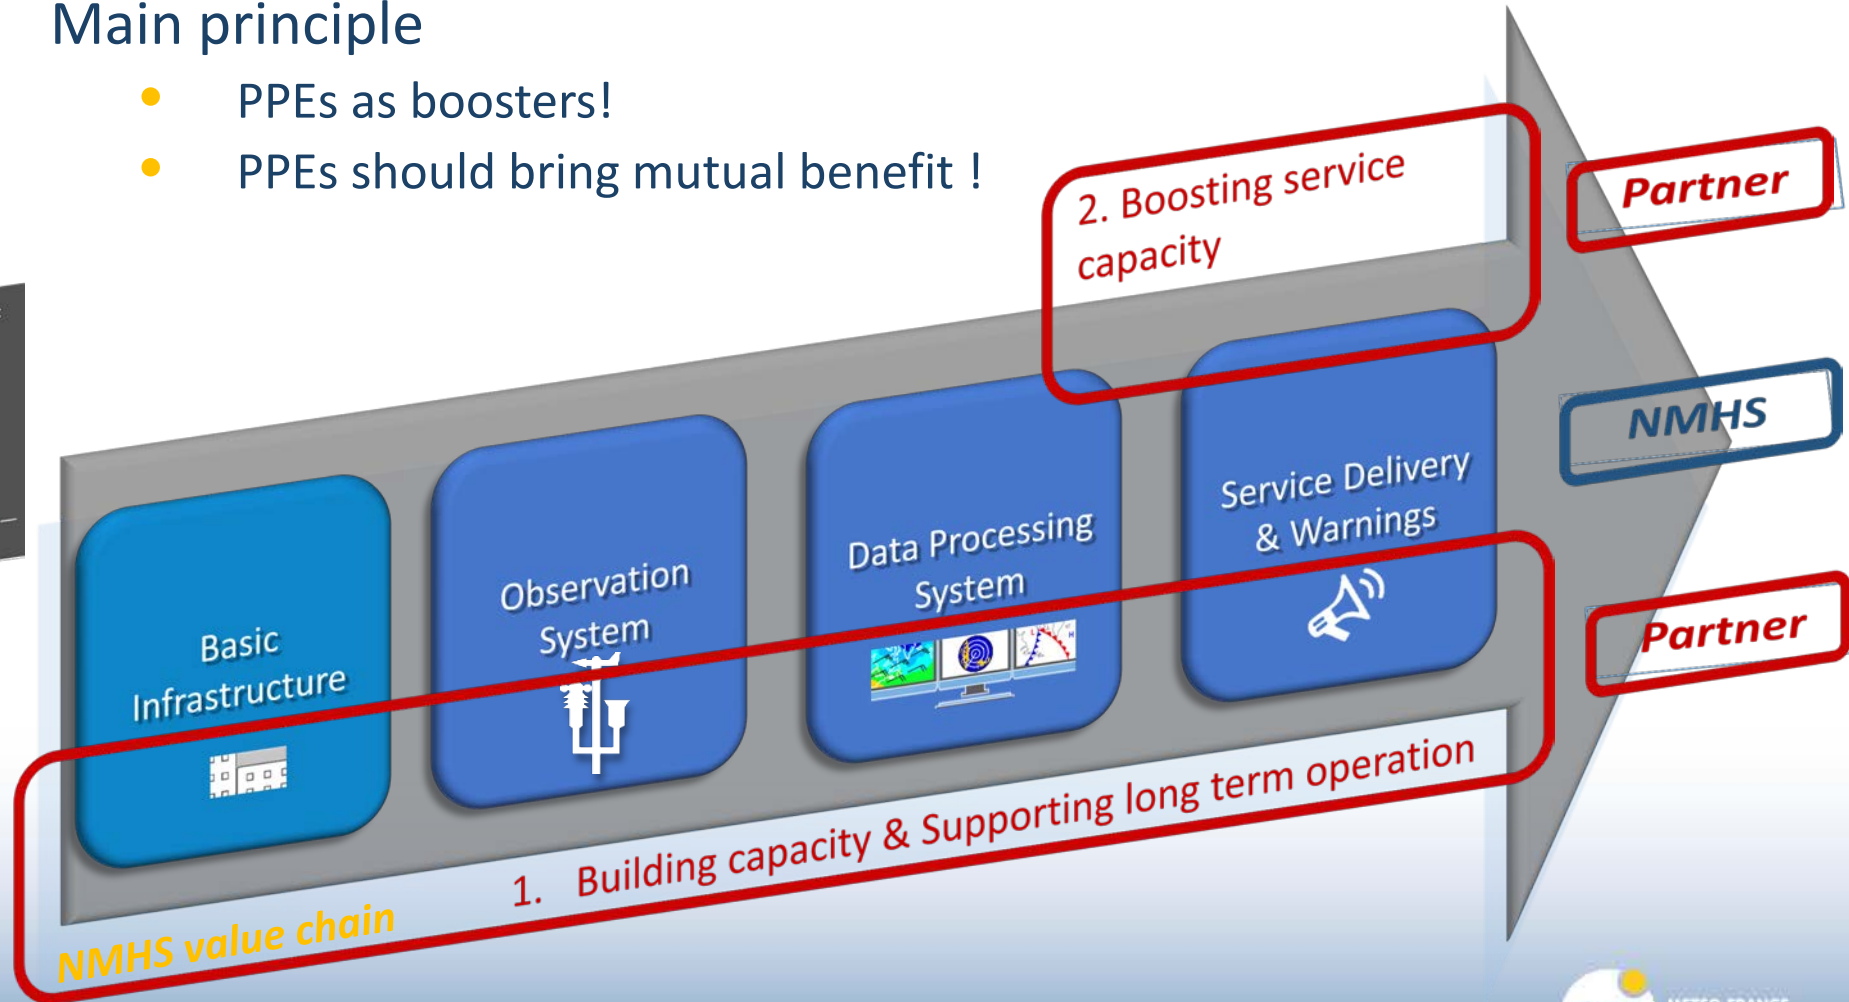 Main principle
• PPEs as boosters!
• PPEs should bring mutual benefit !
2. Boosting service
capacity
Partner
NMHS
Partner
Basic
Infrastructure
Observation
System
Data Processing
System
Service Delivery
& Warnings
1. Building capacity & Supporting long term operation
NMHS value chain